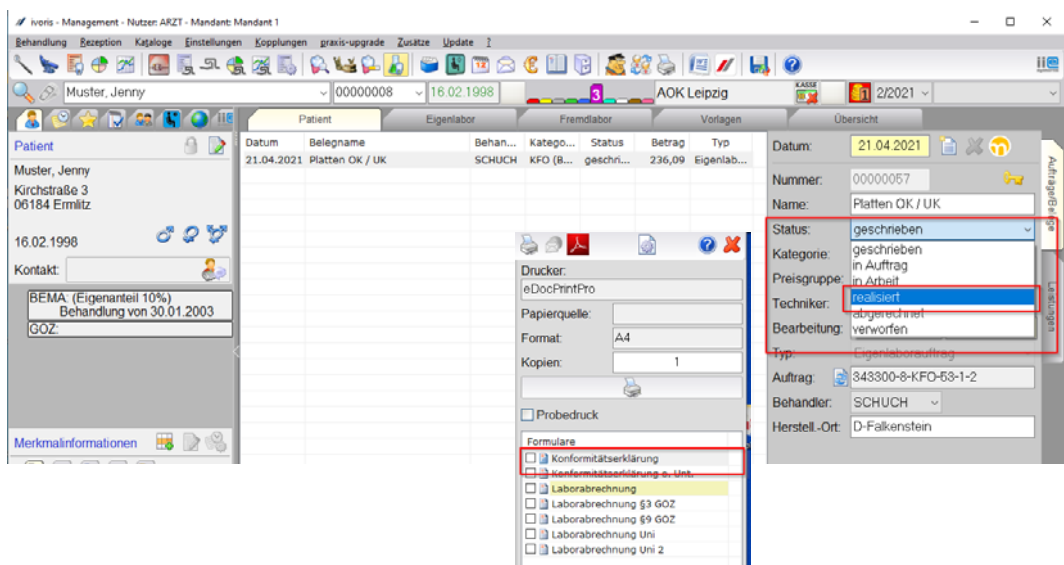 ivoris - Management - Nutzer: ARZT - Mandant: Mandant 1
Behandlung Rezeption Kataloge Einstellungen Kopplungen praxis-upgrade Zusätze Update ?
Muster, Jenny 00000008 16.02.1998 3 AOK Leipzig KASSE 1 2/2021
Patient Eigenlabor Fremdlabor Vorlagen Übersicht
Patient
Muster, Jenny
Kirchstraße 3
06184 Ermlitz
16.02.1998
Kontakt:
BEMA: (Eigenanteil 10%)
Behandlung von 30.01.2003
GOZ:
Merkmalinformationen
Datum Belegname Behan... Katego... Status Betrag Typ
21.04.2021 Platten OK / UK SCHUCH KFO (B... geschri... 236,09 Eigenlab...
Drucker:
eDocPrintPro
Papierquelle:
Format: A4
Kopien: 1
Probedruck
Formulare
Konformitätserklärung
Konformitätserklärung e. Unt.
Laborabrechnung
Laborabrechnung §3 GOZ
Laborabrechnung §9 GOZ
Laborabrechnung Uni
Laborabrechnung Uni 2
Datum: 21.04.2021
Nummer: 00000057
Name: Platten OK / UK
Status: geschrieben
Kategorie: geschrieben
in Auftrag
Preisgruppe: in Arbeit
Techniker: realisiert
abgerechnet
Bearbeitung: verworfen
Typ: Eigenlaborauftrag
Auftrag: 343300-8-KFO-53-1-2
Behandler: SCHUCH
Herstell.-Ort: D-Falkenstein
Aufträge/Belege
Leistungen